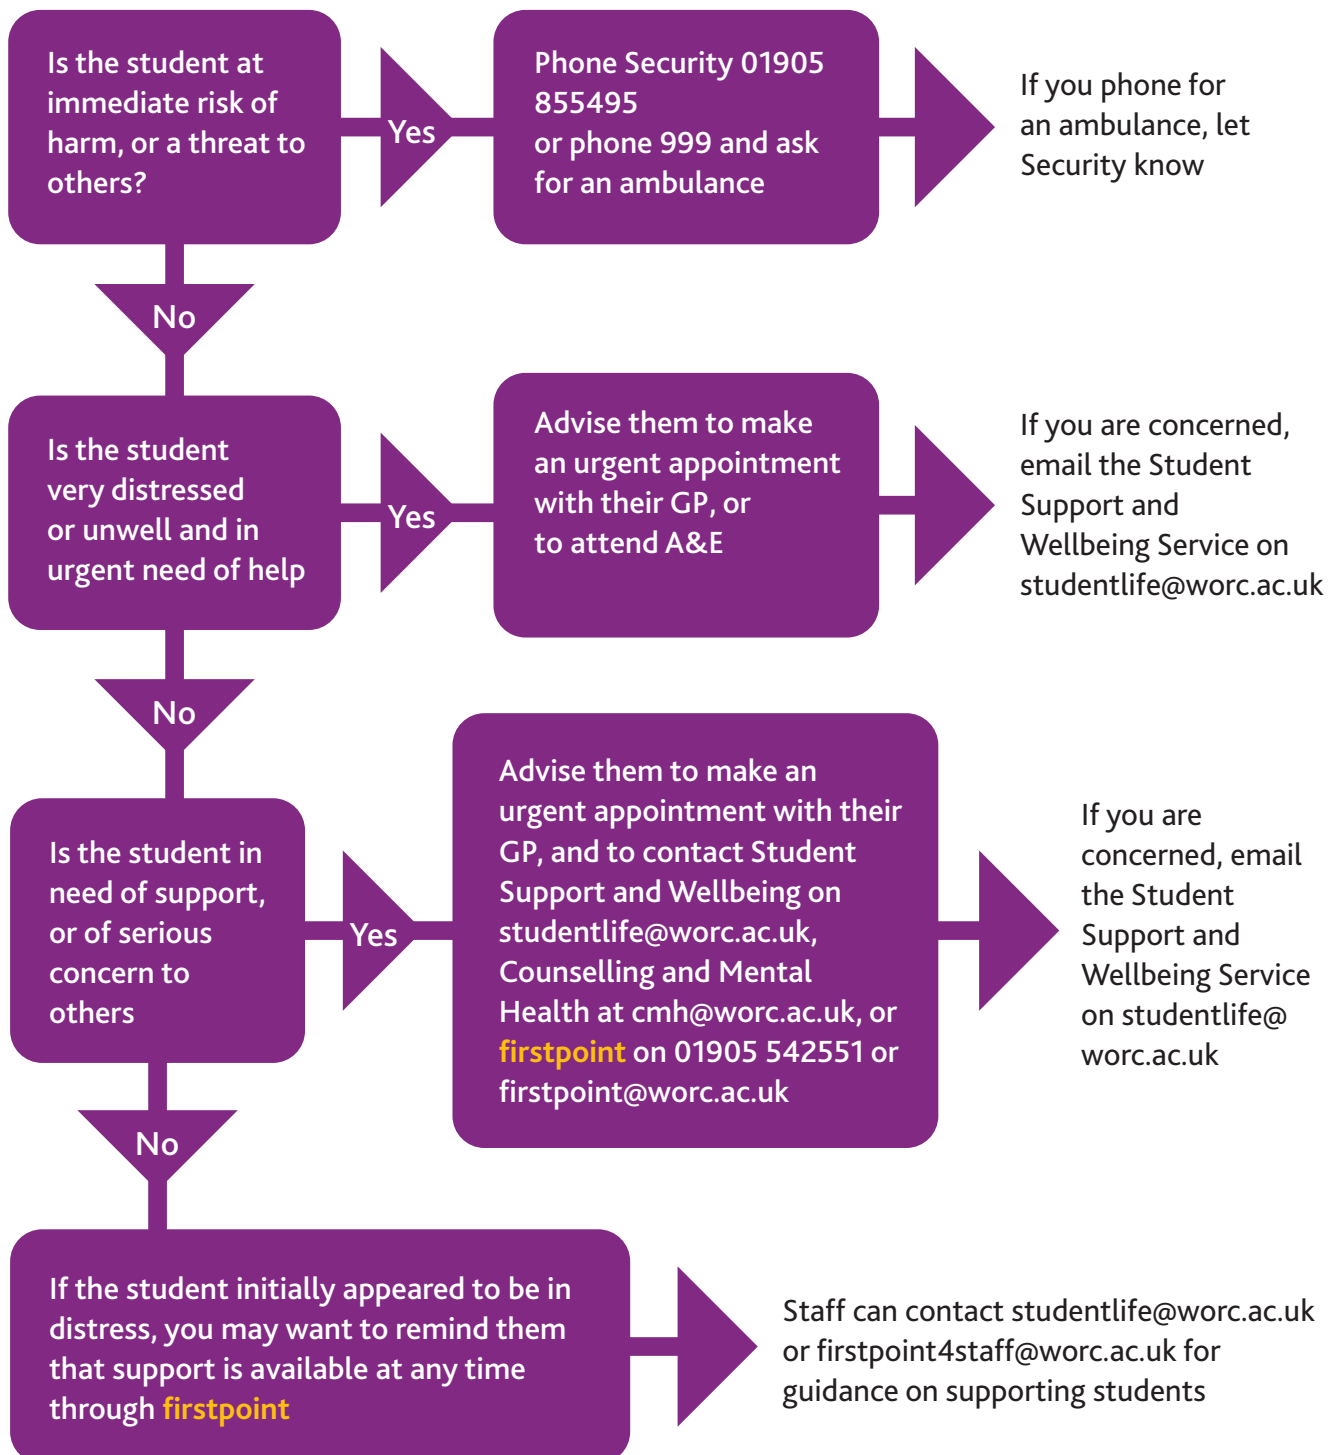 Is the student at
immediate risk of
harm, or a threat to
others?
Yes
Phone Security 01905
855495
or phone 999 and ask
for an ambulance
If you phone for
an ambulance, let
Security know
No
Is the student
very distressed
or unwell and in
urgent need of help
Yes
Advise them to make
an urgent appointment
with their GP, or
to attend A&E
If you are concerned,
email the Student
Support and
Wellbeing Service on
studentlife@worc.ac.uk
No
Is the student in
need of support,
or of serious
concern to
others
Yes
Advise them to make an
urgent appointment with their
GP, and to contact Student
Support and Wellbeing on
studentlife@worc.ac.uk,
Counselling and Mental
Health at cmh@worc.ac.uk, or
firstpoint on 01905 542551 or
firstpoint@worc.ac.uk
If you are
concerned, email
the Student
Support and
Wellbeing Service
on studentlife@
worc.ac.uk
No
If the student initially appeared to be in
distress, you may want to remind them
that support is available at any time
through firstpoint
Staff can contact studentlife@worc.ac.uk
or firstpoint4staff@worc.ac.uk for
guidance on supporting students